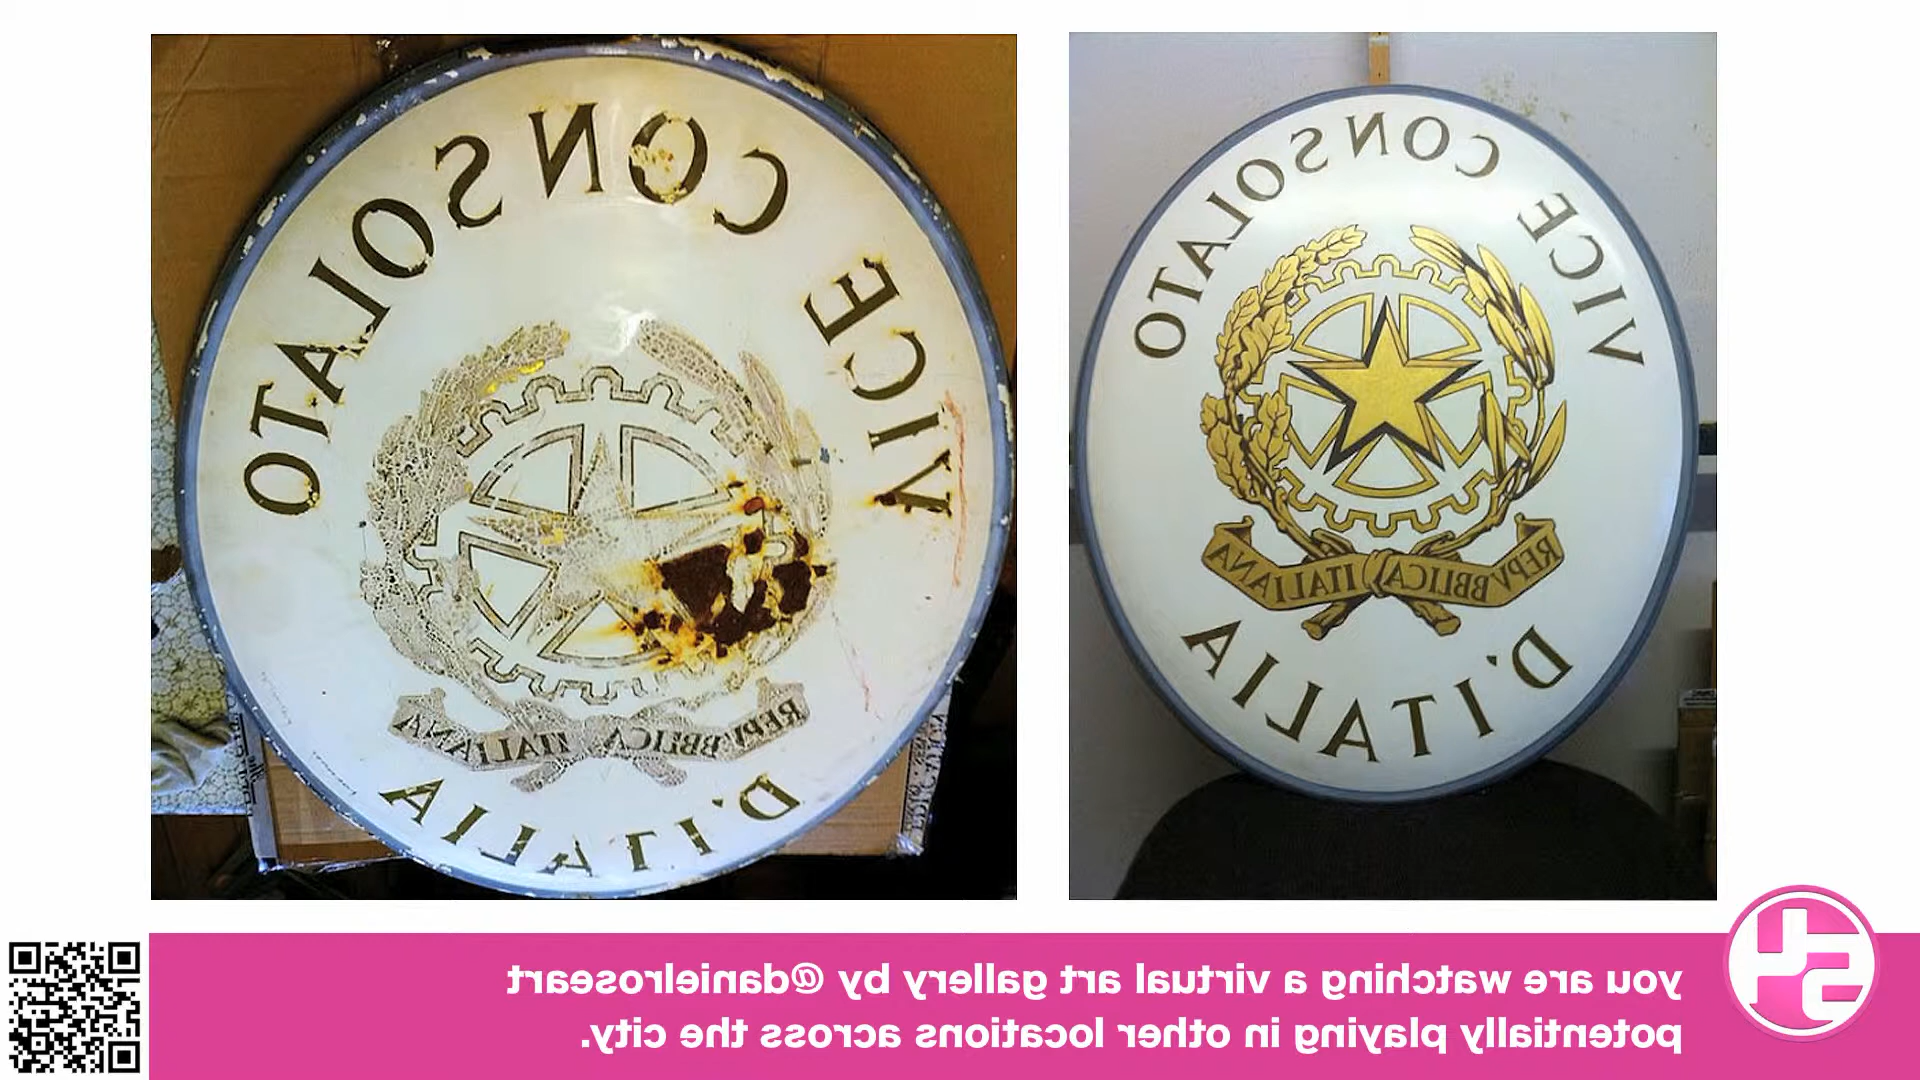 VICE CONSOLATO
REPVBBLICA ITALIANA
D'ITALIA
VICE CONSOLATO
REPVBBLICA ITALIANA
D'ITALIA
you are watching a virtual art gallery by @danielroseart
potentially playing in other locations across the city.